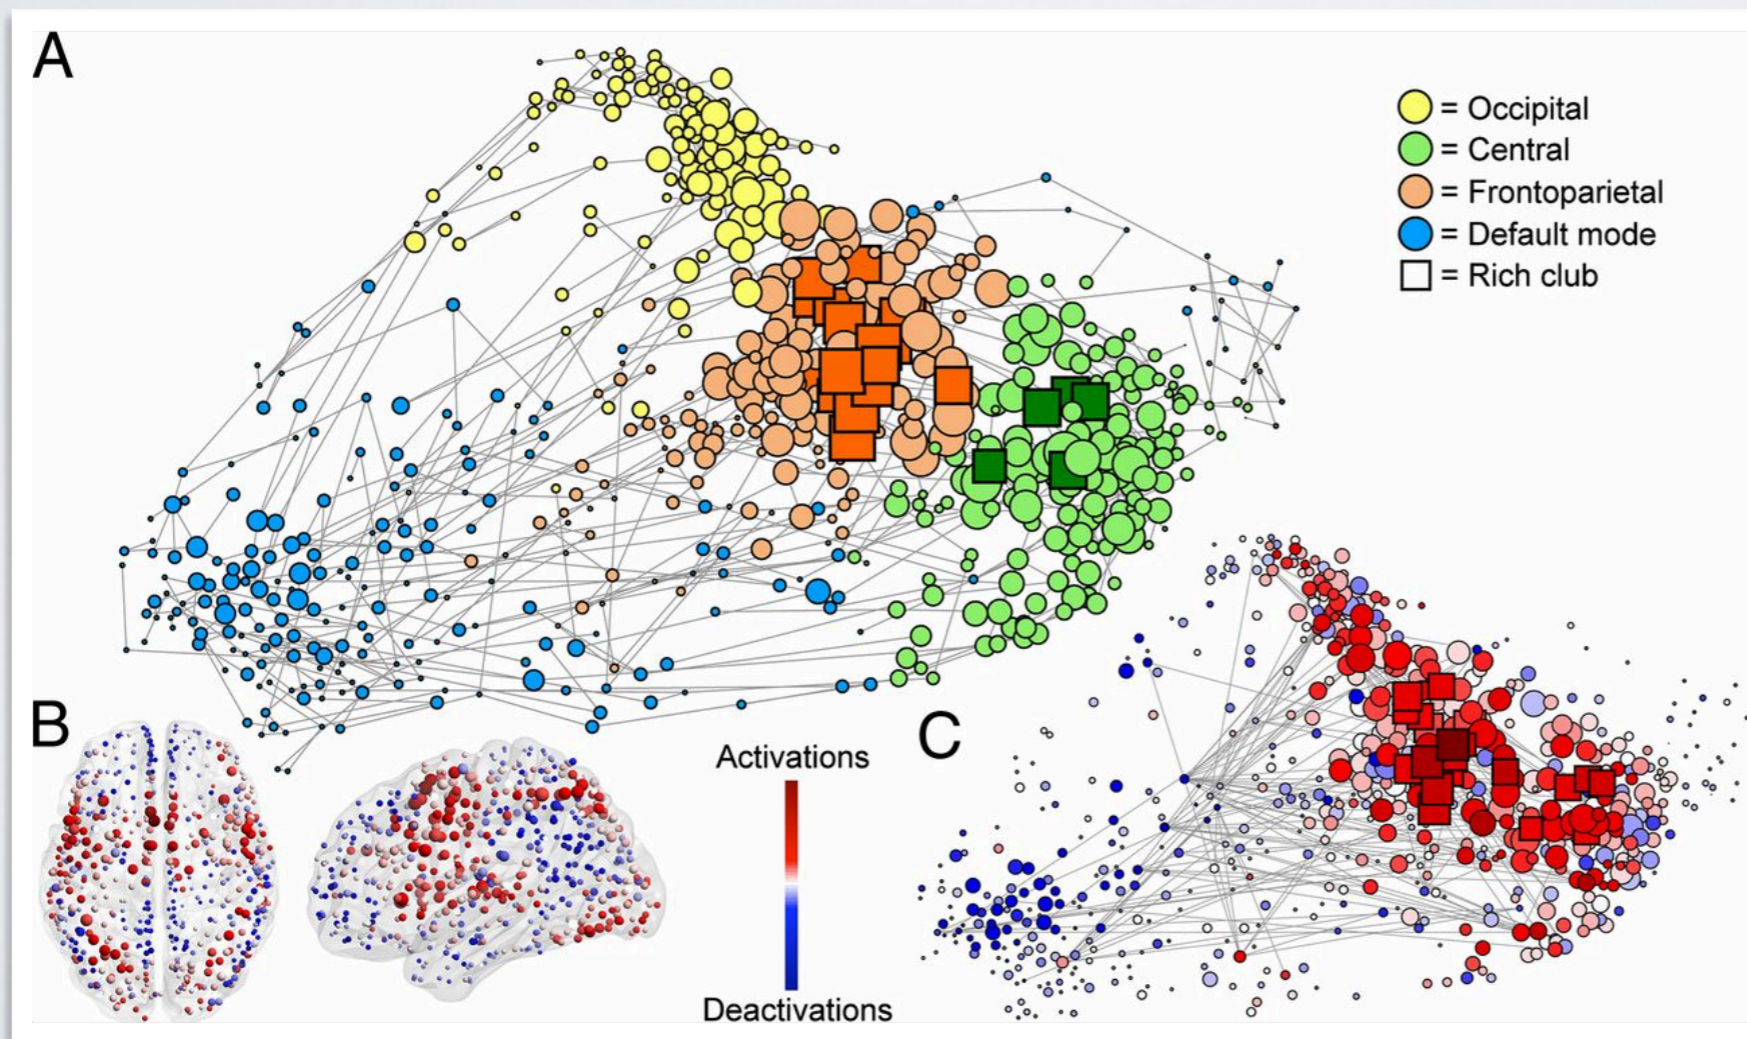 A
= Occipital
= Central
= Frontoparietal
= Default mode
= Rich club
B
Activations
Deactivations
C